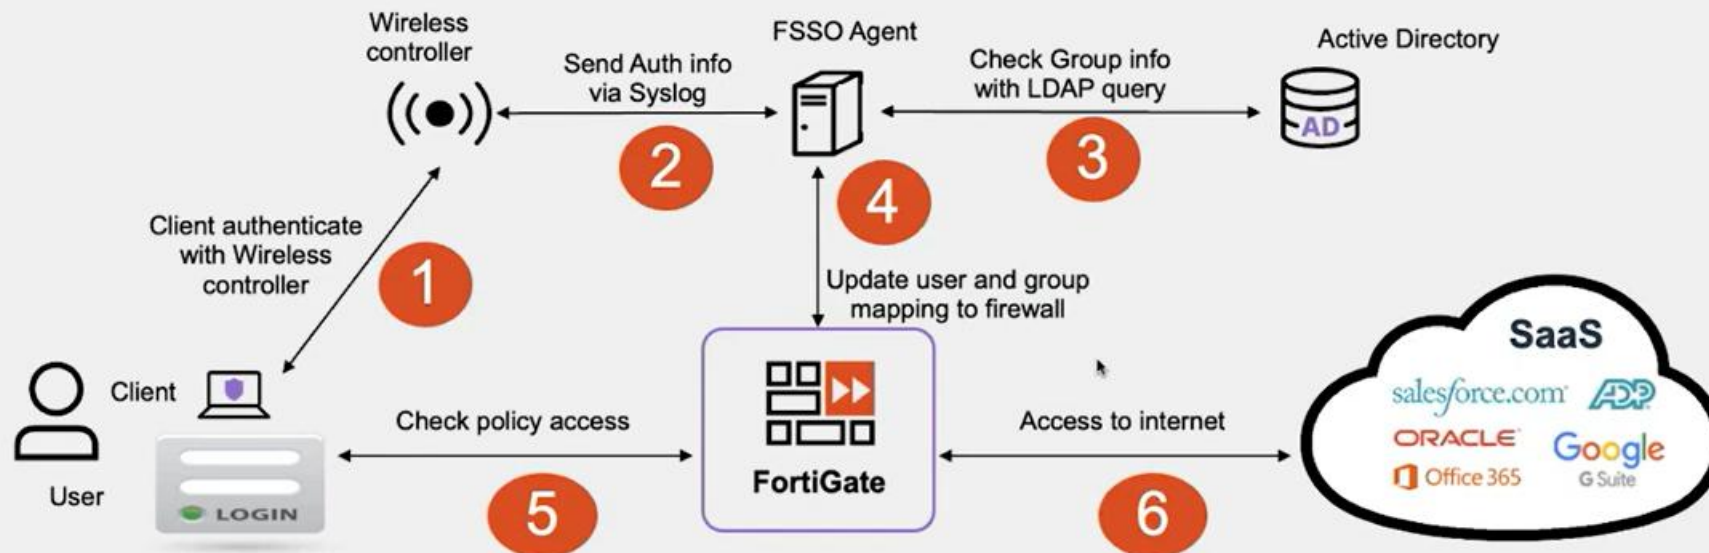 Wireless
controller
FSSO Agent
Active Directory
Send Auth info
via Syslog
Check Group info
with LDAP query
AD
2
3
4
Client authenticate
with Wireless
controller
1
Update user and group
mapping to firewall
SaaS
salesforce.com
ADP
ORACLE
Google
Office 365
G Suite
Client
Check policy access
Access to internet
FortiGate
User
LOGIN
5
6